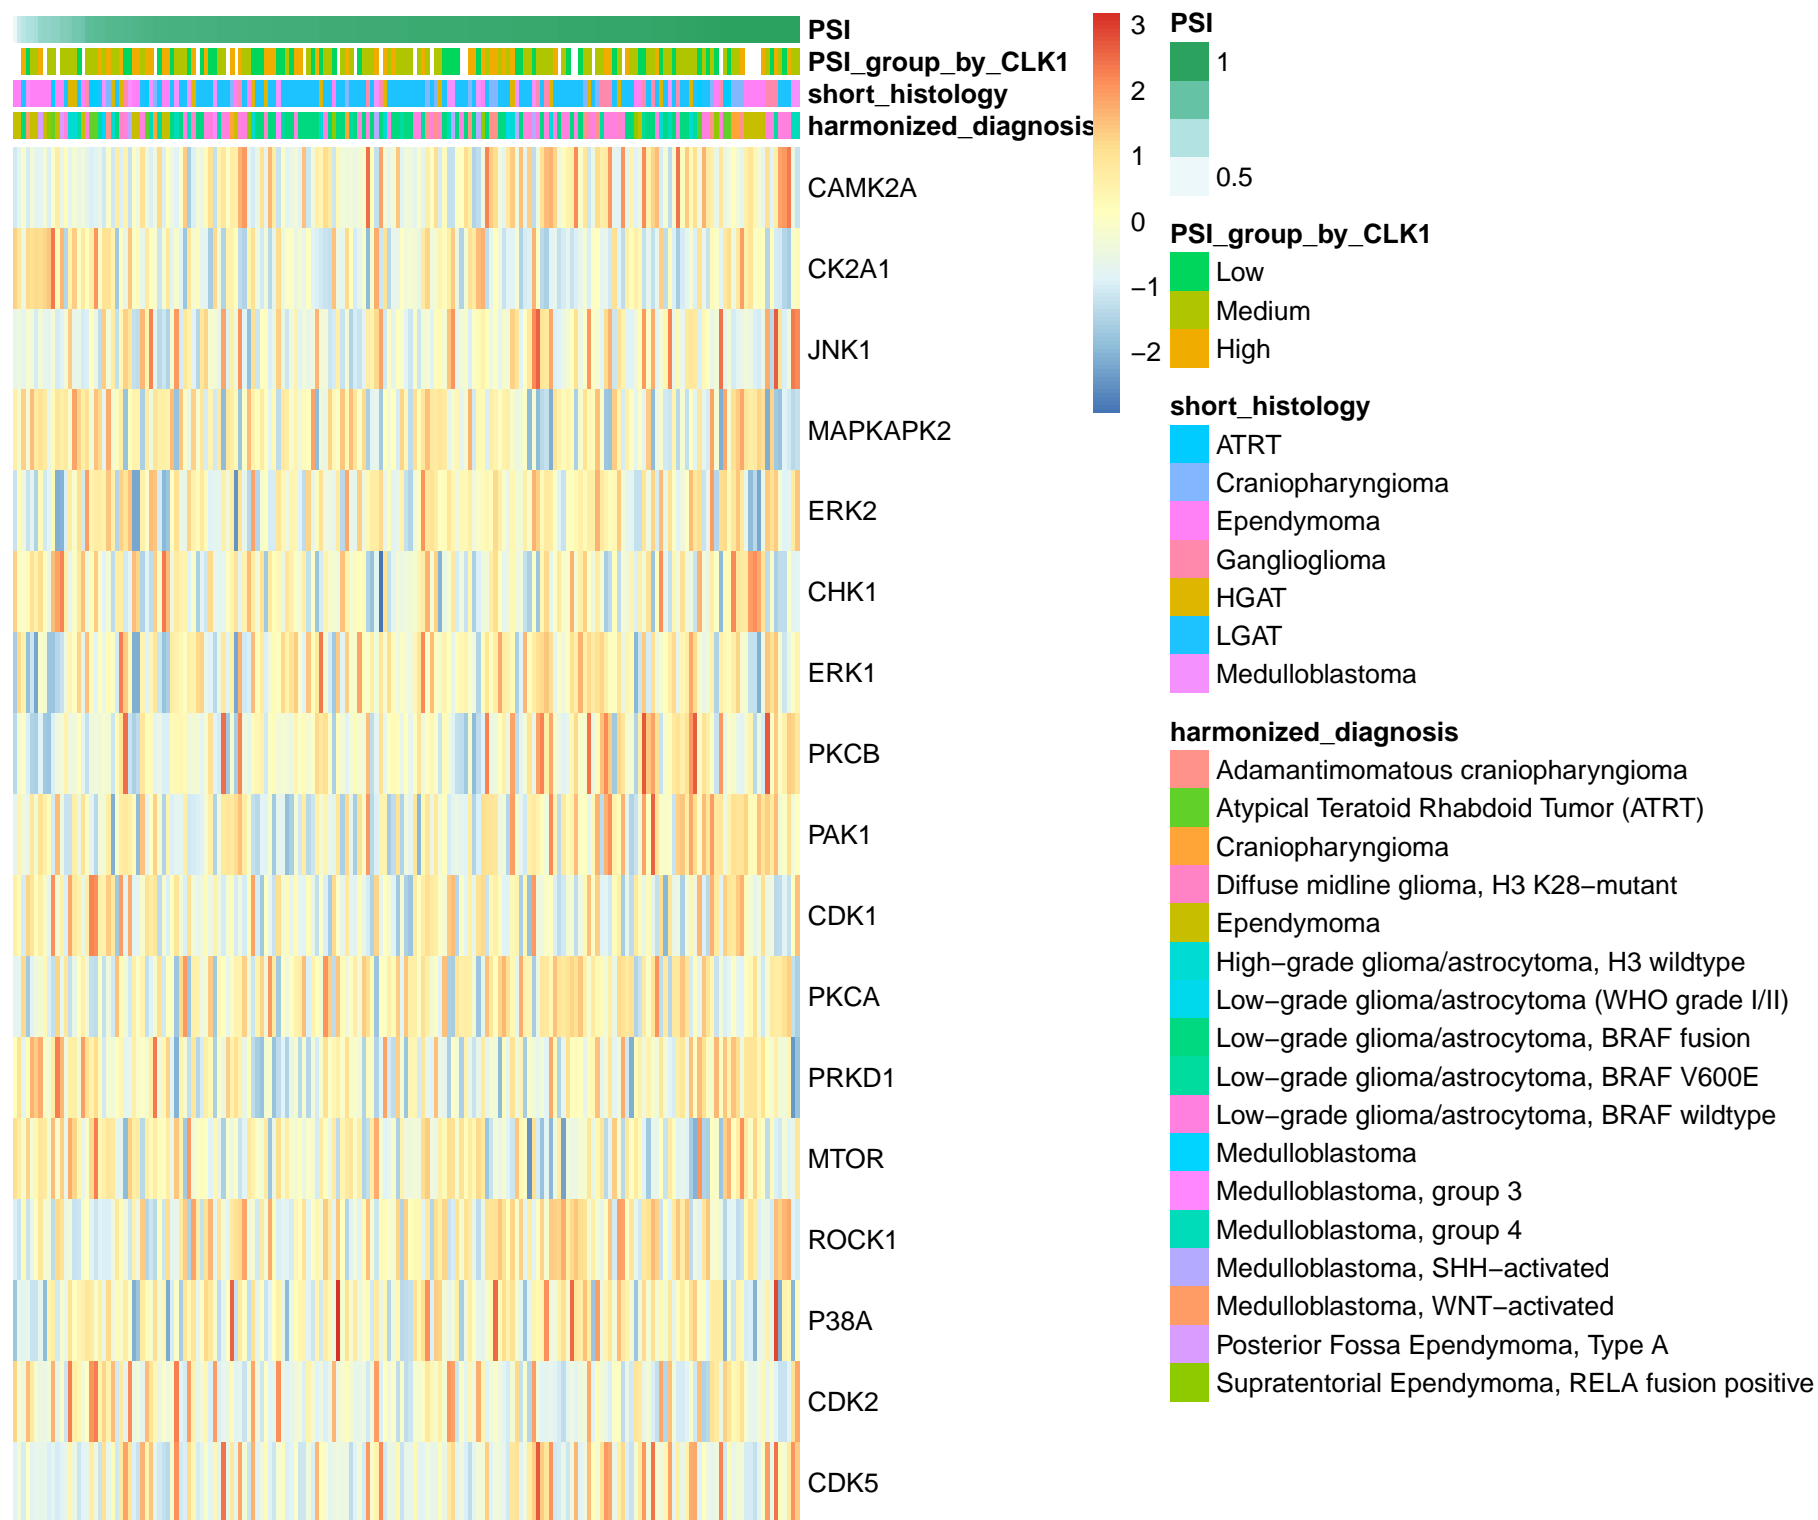 PSI
PSI_group_by_CLK1
short_histology
harmonized_diagnosis
CAMK2A
CK2A1
JNK1
MAPKAPK2
ERK2
CHK1
ERK1
PKCB
PAK1
CDK1
PKCA
PRKD1
MTOR
ROCK1
P38A
CDK2
CDK5
3
2
1
0
−1
−2
PSI
1
0.5
PSI_group_by_CLK1
Low
Medium
High
short_histology
ATRT
Craniopharyngioma
Ependymoma
Ganglioglioma
HGAT
LGAT
Medulloblastoma
harmonized_diagnosis
Adamantimomatous craniopharyngioma
Atypical Teratoid Rhabdoid Tumor (ATRT)
Craniopharyngioma
Diffuse midline glioma, H3 K28−mutant
Ependymoma
High−grade glioma/astrocytoma, H3 wildtype
Low−grade glioma/astrocytoma (WHO grade I/II)
Low−grade glioma/astrocytoma, BRAF fusion
Low−grade glioma/astrocytoma, BRAF V600E
Low−grade glioma/astrocytoma, BRAF wildtype
Medulloblastoma
Medulloblastoma, group 3
Medulloblastoma, group 4
Medulloblastoma, SHH−activated
Medulloblastoma, WNT−activated
Posterior Fossa Ependymoma, Type A
Supratentorial Ependymoma, RELA fusion positive